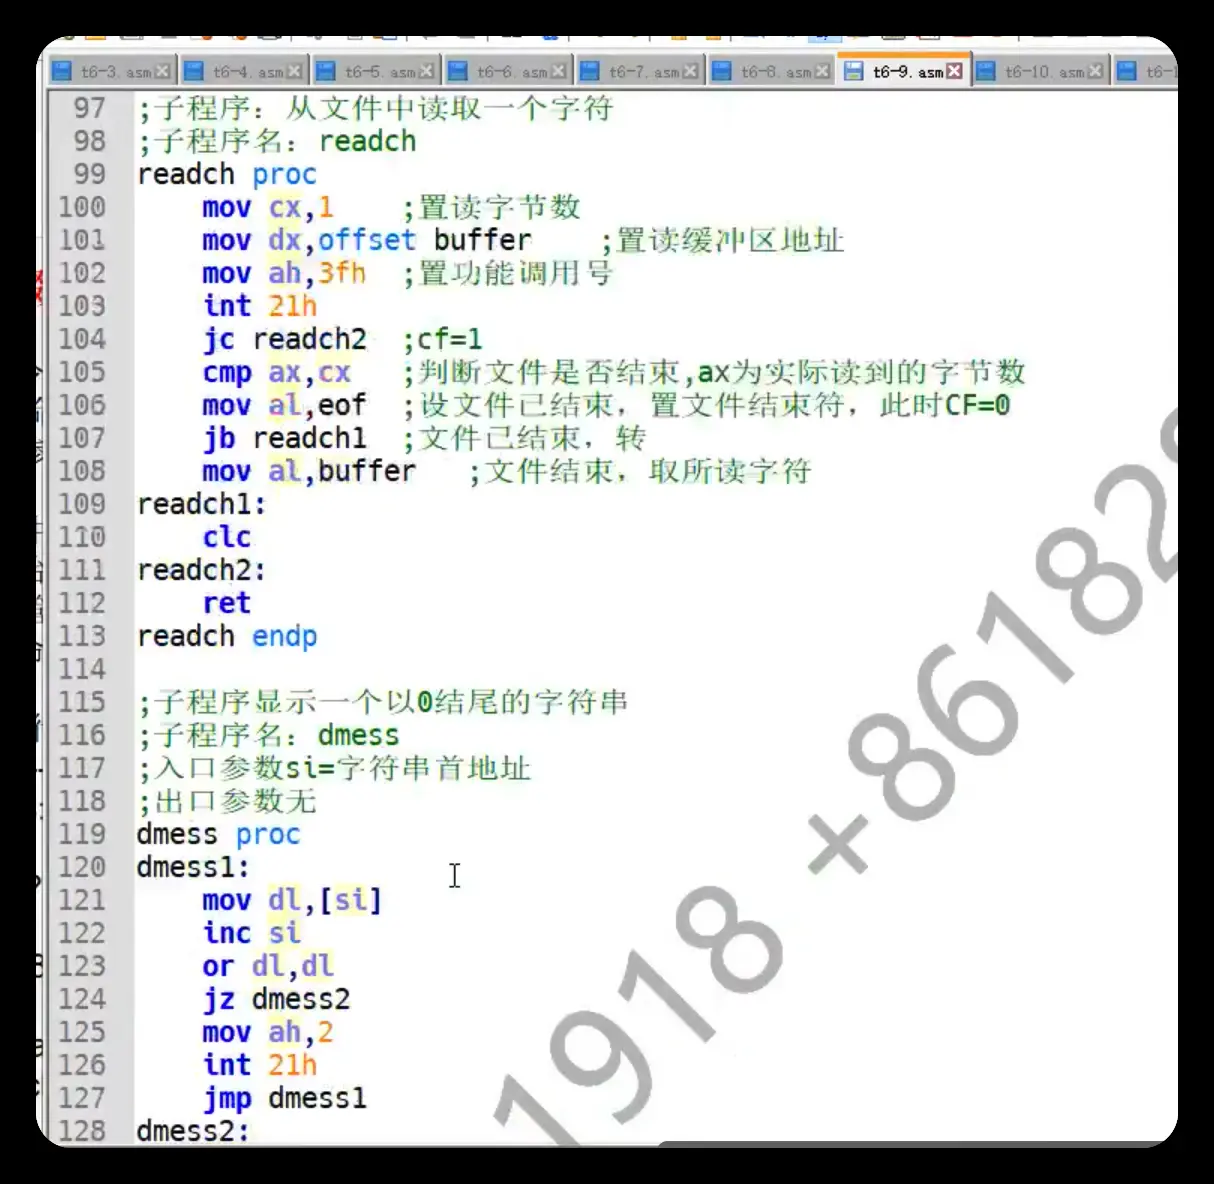 t6-3. asm t6-4. asm t6-5. asm t6-6. asm t6-7. asm t6-8. asm t6-9. asm t6-10. asm t6-
97 ;子程序：从文件中读取一个字符
98 ;子程序名：readch
99 readch proc
100 mov cx,1 ;置读字节数
101 mov dx,offset buffer ;置读缓冲区地址
102 mov ah,3fh ;置功能调用号
103 int 21h
104 jc readch2 ;cf=1
105 cmp ax,cx ;判断文件是否结束,ax为实际读到的字节数
106 mov al,eof ;设文件已结束，置文件结束符，此时CF=0
107 jb readch1 ;文件已结束，转
108 mov al,buffer ;文件结束，取所读字符
109 readch1:
110 clc
111 readch2:
112 ret
113 readch endp
114
115 ;子程序显示一个以0结尾的字符串
116 ;子程序名：dmess
117 ;入口参数si=字符串首地址
118 ;出口参数无
119 dmess proc
120 dmess1:
121 mov dl,[si]
122 inc si
123 or dl,dl
124 jz dmess2
125 mov ah,2
126 int 21h
127 jmp dmess1
128 dmess2:
1918 +86182